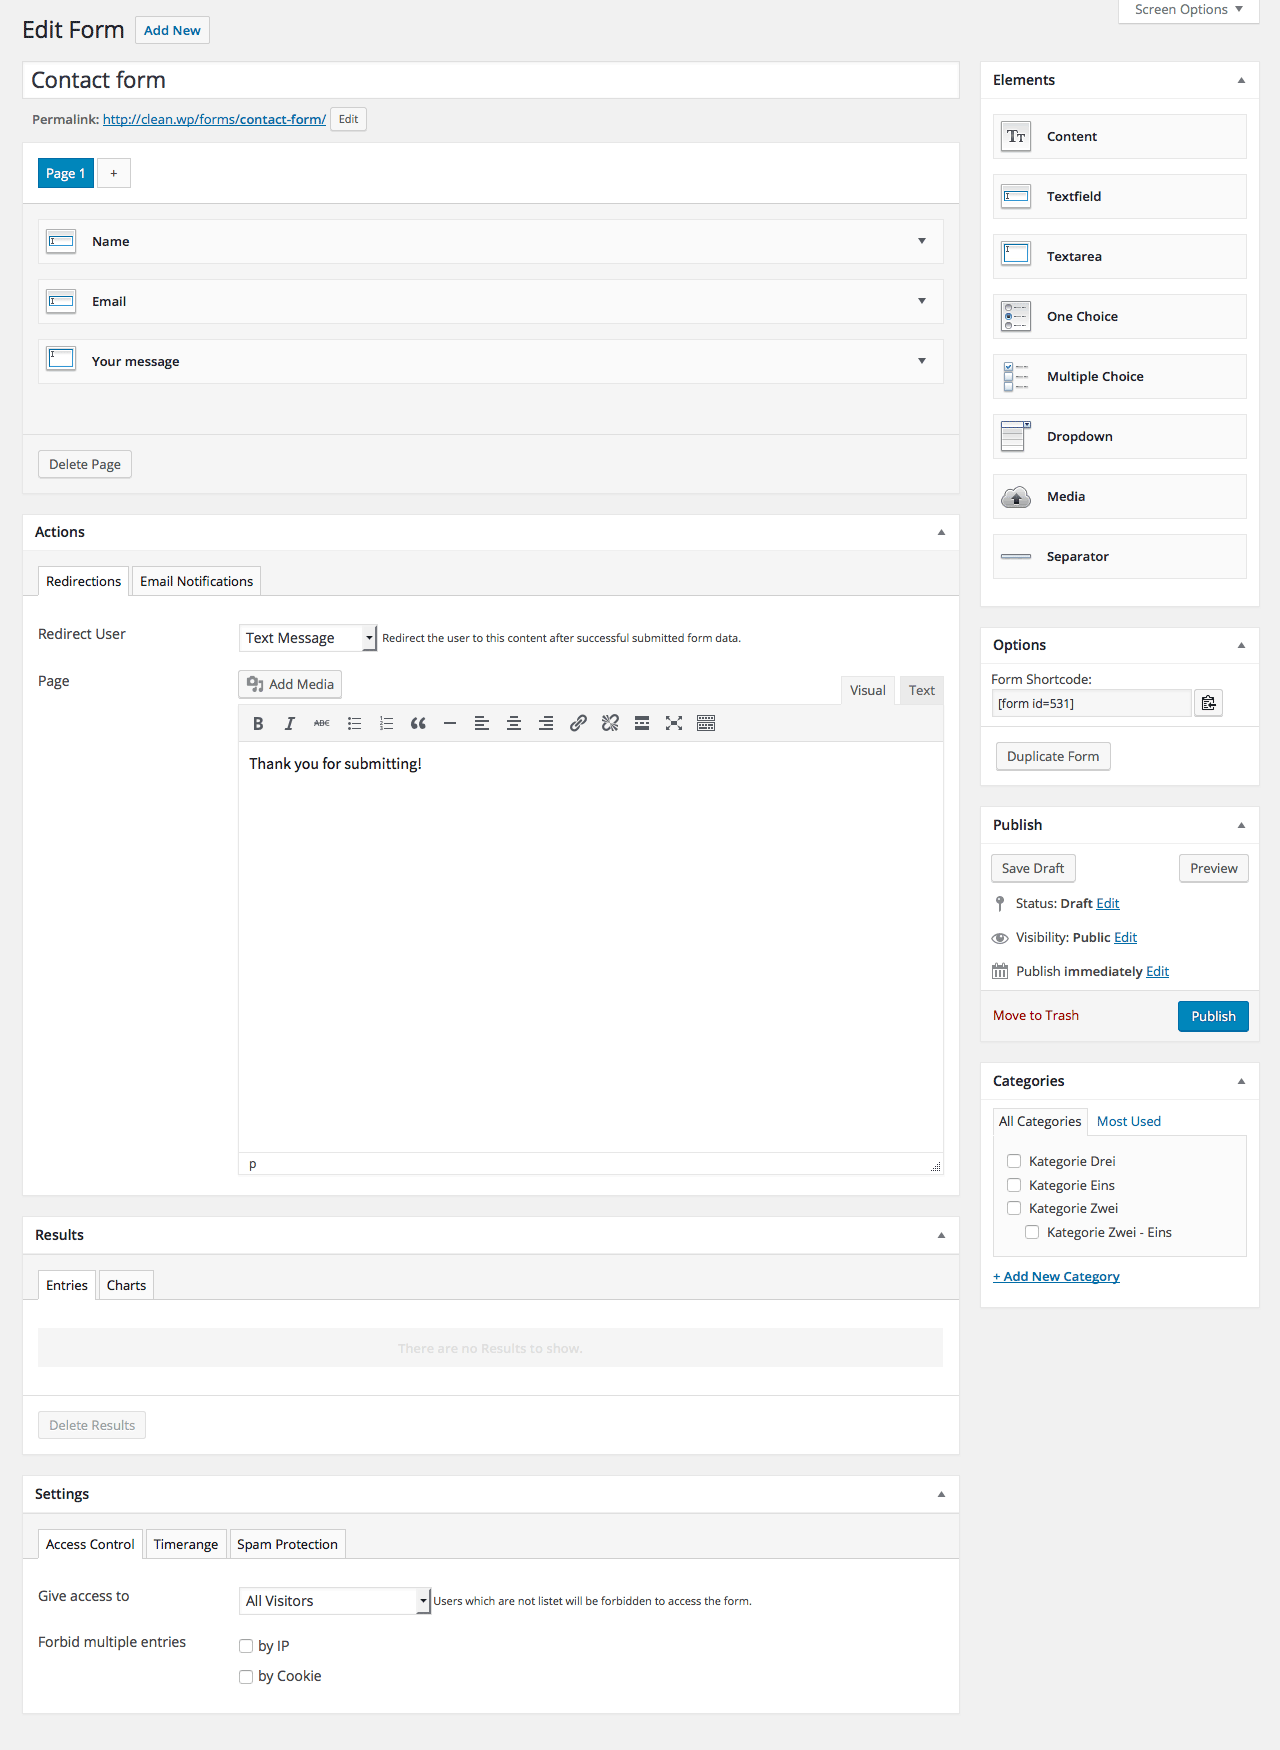 Screen Options
Edit Form Add New
Contact form
Permalink: http://clean.wp/forms/contact-form/ Edit
Page 1 +
Name
Email
Your message
Delete Page
Actions
Redirections Email Notifications
Redirect User Text Message Redirect the user to this content after successful submitted form data.
Page Add Media Visual Text
B I ABC
Thank you for submitting!
p
Results
Entries Charts
There are no Results to show.
Delete Results
Settings
Access Control Timerange Spam Protection
Give access to All Visitors Users which are not listet will be forbidden to access the form.
Forbid multiple entries by IP
by Cookie
Elements
Content
Textfield
Textarea
One Choice
Multiple Choice
Dropdown
Media
Separator
Options
Form Shortcode:
[form id=531]
Duplicate Form
Publish
Save Draft Preview
Status: Draft Edit
Visibility: Public Edit
Publish immediately Edit
Move to Trash Publish
Categories
All Categories Most Used
Kategorie Drei
Kategorie Eins
Kategorie Zwei
Kategorie Zwei - Eins
+ Add New Category